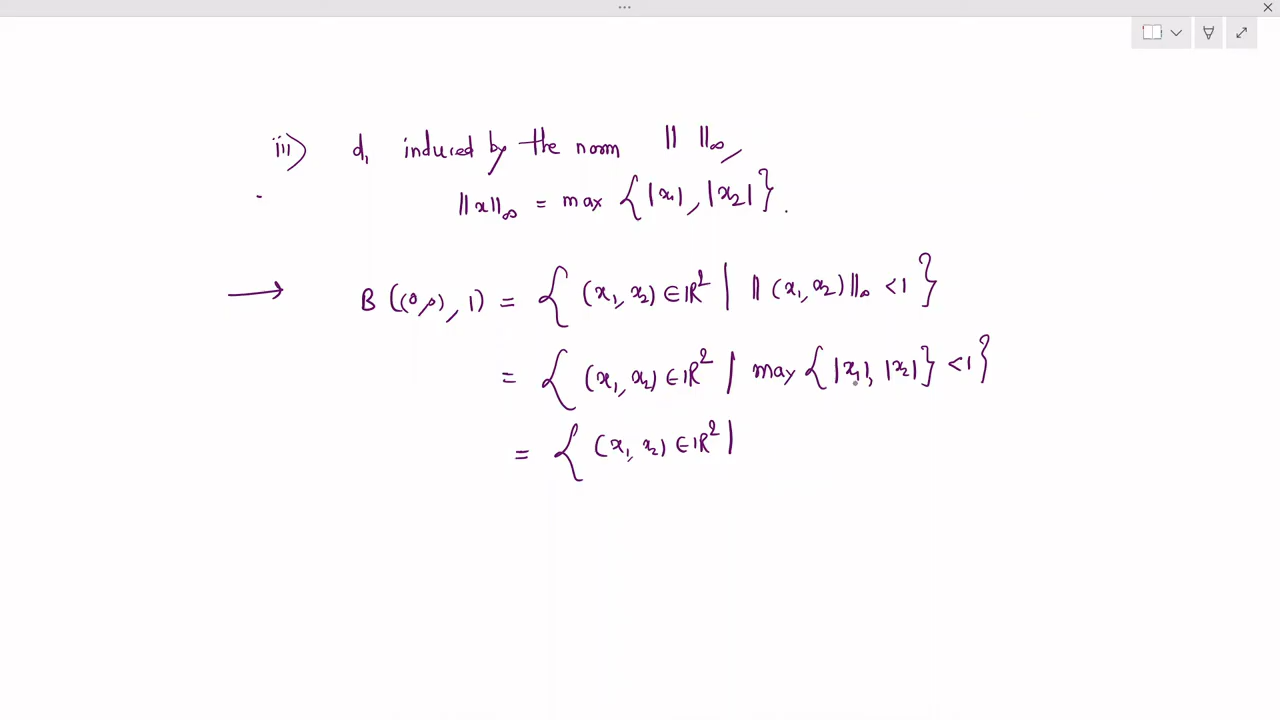 iii) d₁ induced by the norm || ||∞,
||x||∞ = max {|x₁|, |x₂|}.
→ B((0,0), 1) = { (x₁, x₂) ∈ ℝ² | ||(x₁, x₂)||∞ < 1 }
= { (x₁, x₂) ∈ ℝ² | max {|x₁|, |x₂|} < 1 }
= { (x₁, x₂) ∈ ℝ² |